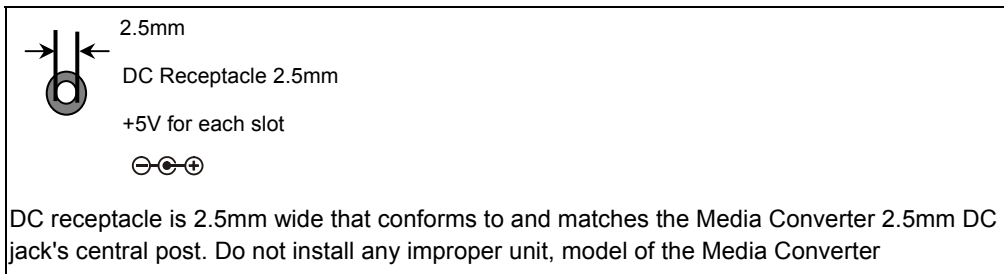 2.5mm
DC Receptacle 2.5mm
+5V for each slot
DC receptacle is 2.5mm wide that conforms to and matches the Media Converter 2.5mm DC
jack's central post. Do not install any improper unit, model of the Media Converter